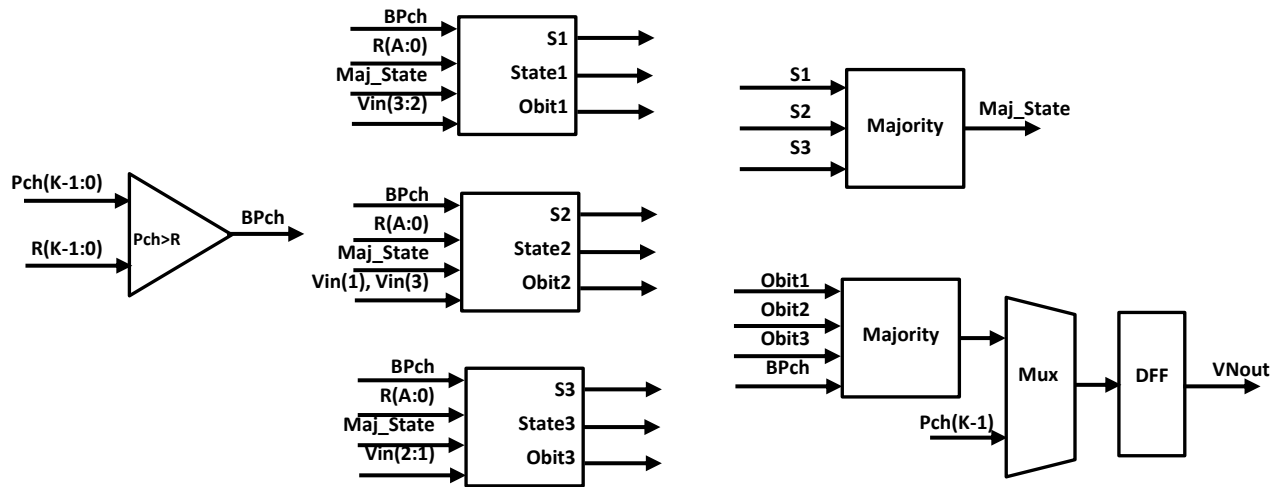 Pch(K-1:0)
R(K-1:0)
Pch>R
BPch
BPch
R(A:0)
Maj_State
Vin(3:2)
S1
State1
Obit1
BPch
R(A:0)
Maj_State
Vin(1), Vin(3)
S2
State2
Obit2
BPch
R(A:0)
Maj_State
Vin(2:1)
S3
State3
Obit3
S1
S2
S3
Majority
Maj_State
Obit1
Obit2
Obit3
BPch
Majority
Pch(K-1)
Mux
DFF
VNout